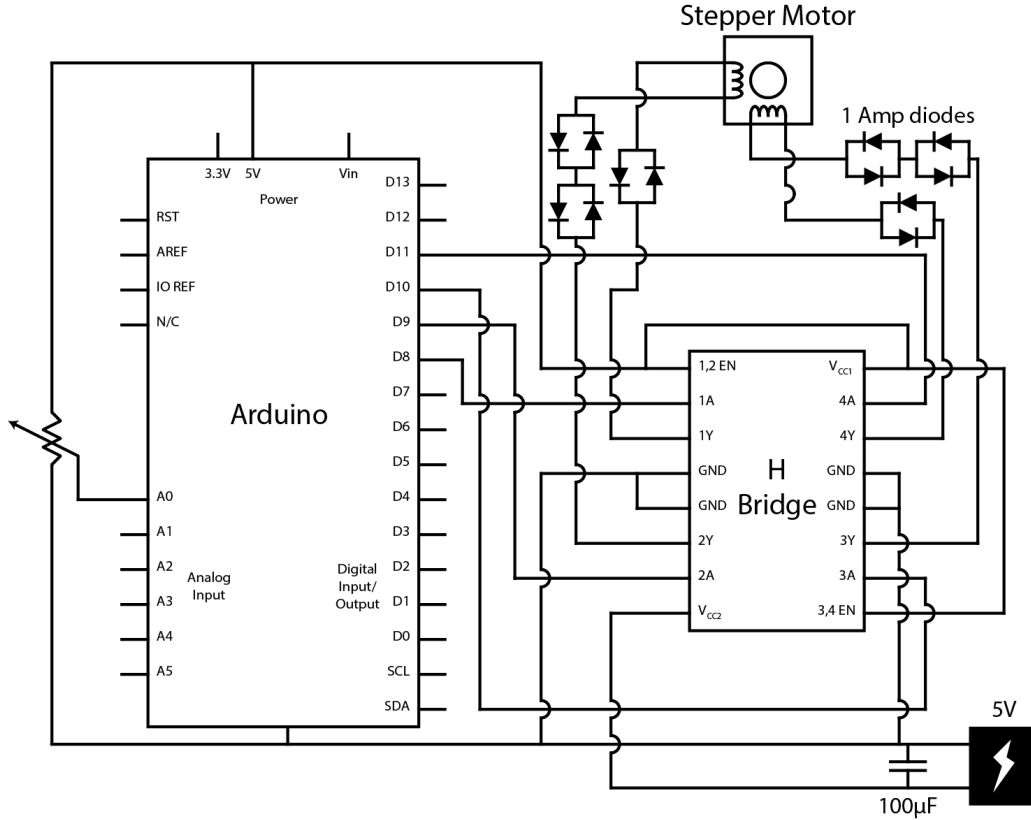 Stepper Motor
1 Amp diodes
3.3V 5V Vin
Power
D13
RST D12
AREF D11
IO REF D10
N/C D9
D8
D7
Arduino
D6
D5
A0 D4
A1 D3
A2 D2
Analog Input
Digital Input/ Output
A3 D1
A4 D0
A5 SCL
SDA
1,2 EN VCC1
1A 4A
1Y 4Y
GND GND
H
Bridge
GND GND
2Y 3Y
2A 3A
VCC2 3,4 EN
5V
100µF